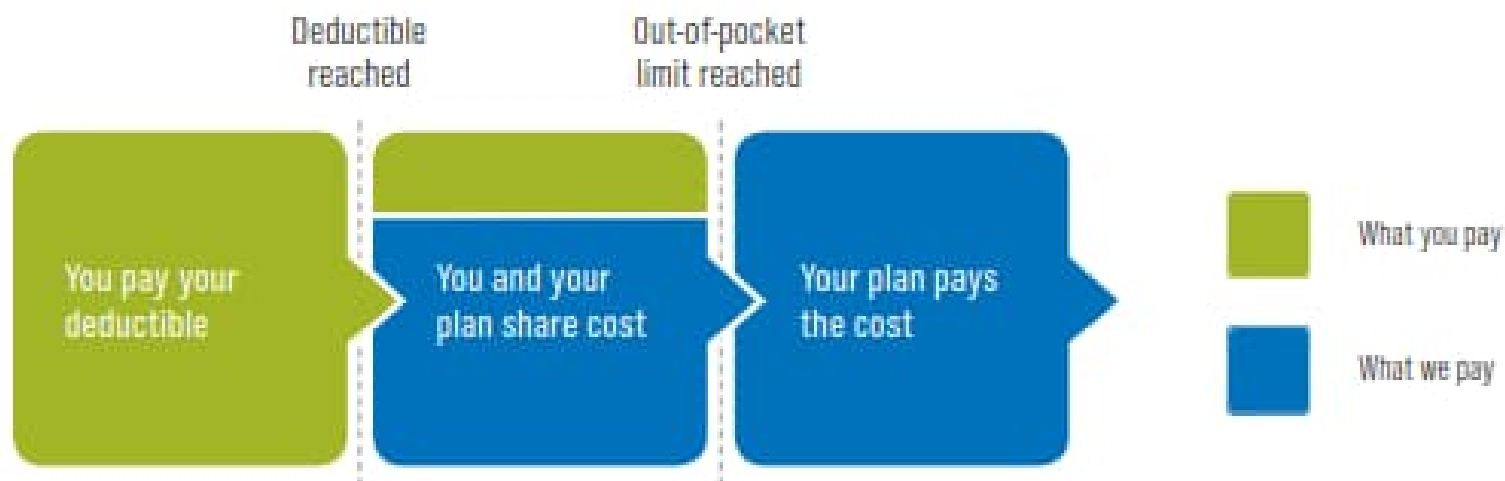 Deductible
reached
Out-of-pocket
limit reached
You pay your
deductible
You and your
plan share cost
Your plan pays
the cost
What you pay
What we pay